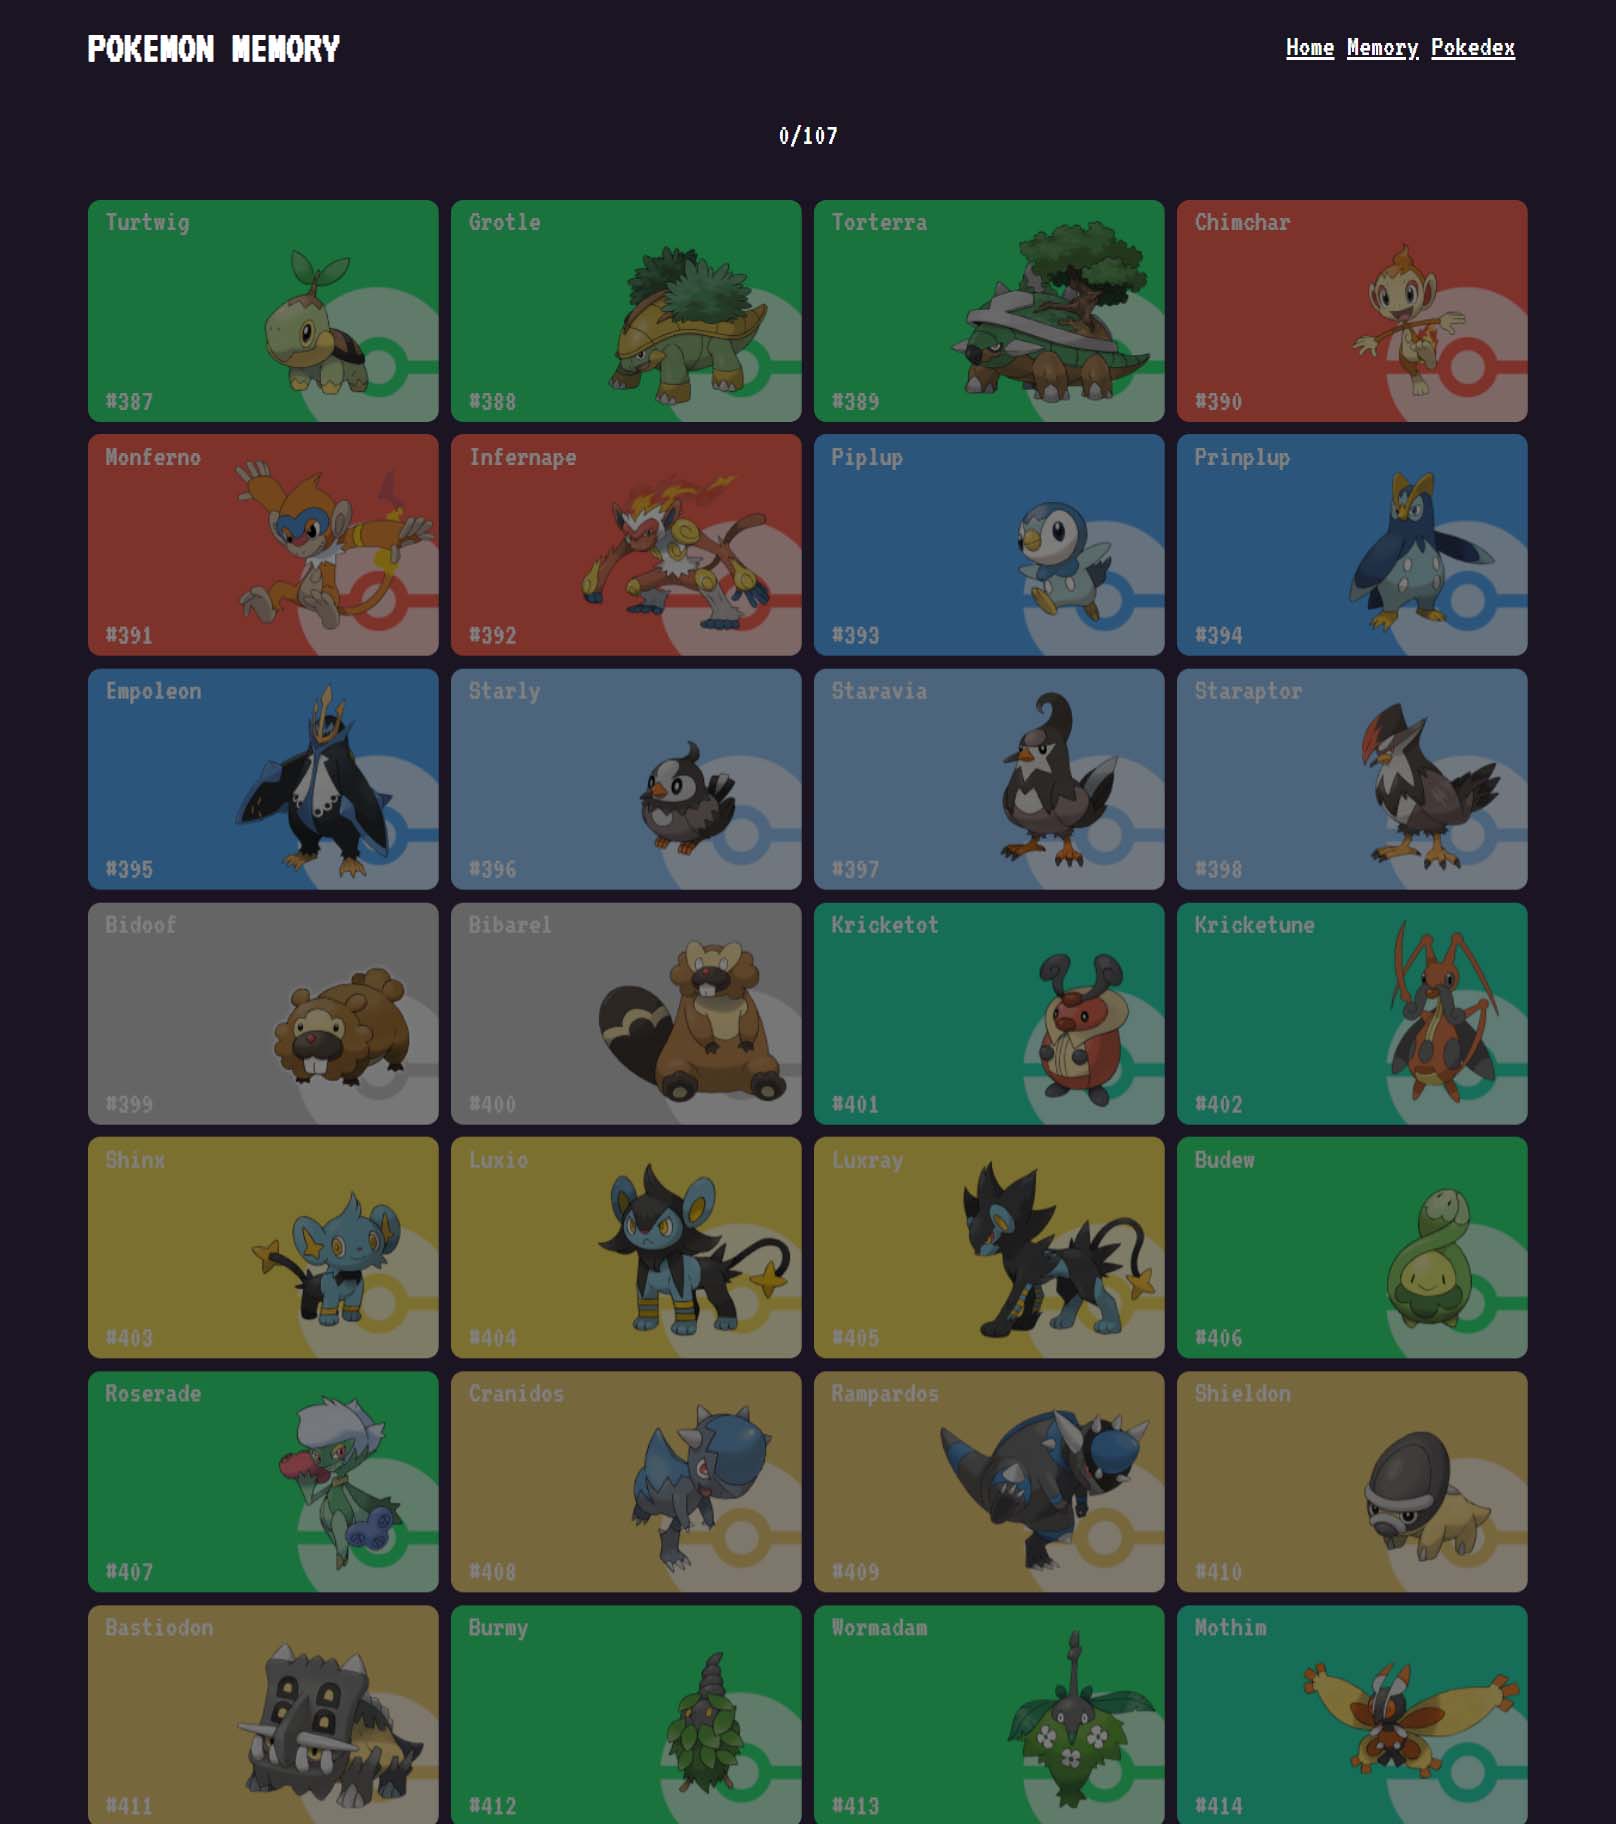 POKEMON MEMORY
Home Memory Pokedex
0/107
Turtwig
#387
Grotle
#388
Torterra
#389
Chimchar
#390
Monferno
#391
Infernape
#392
Piplup
#393
Prinplup
#394
Empoleon
#395
Starly
#396
Staravia
#397
Staraptor
#398
Bidoof
#399
Bibarel
#400
Kricketot
#401
Kricketune
#402
Shinx
#403
Luxio
#404
Luxray
#405
Budew
#406
Roserade
#407
Cranidos
#408
Rampardos
#409
Shieldon
#410
Bastiodon
#411
Burmy
#412
Wormadam
#413
Mothim
#414